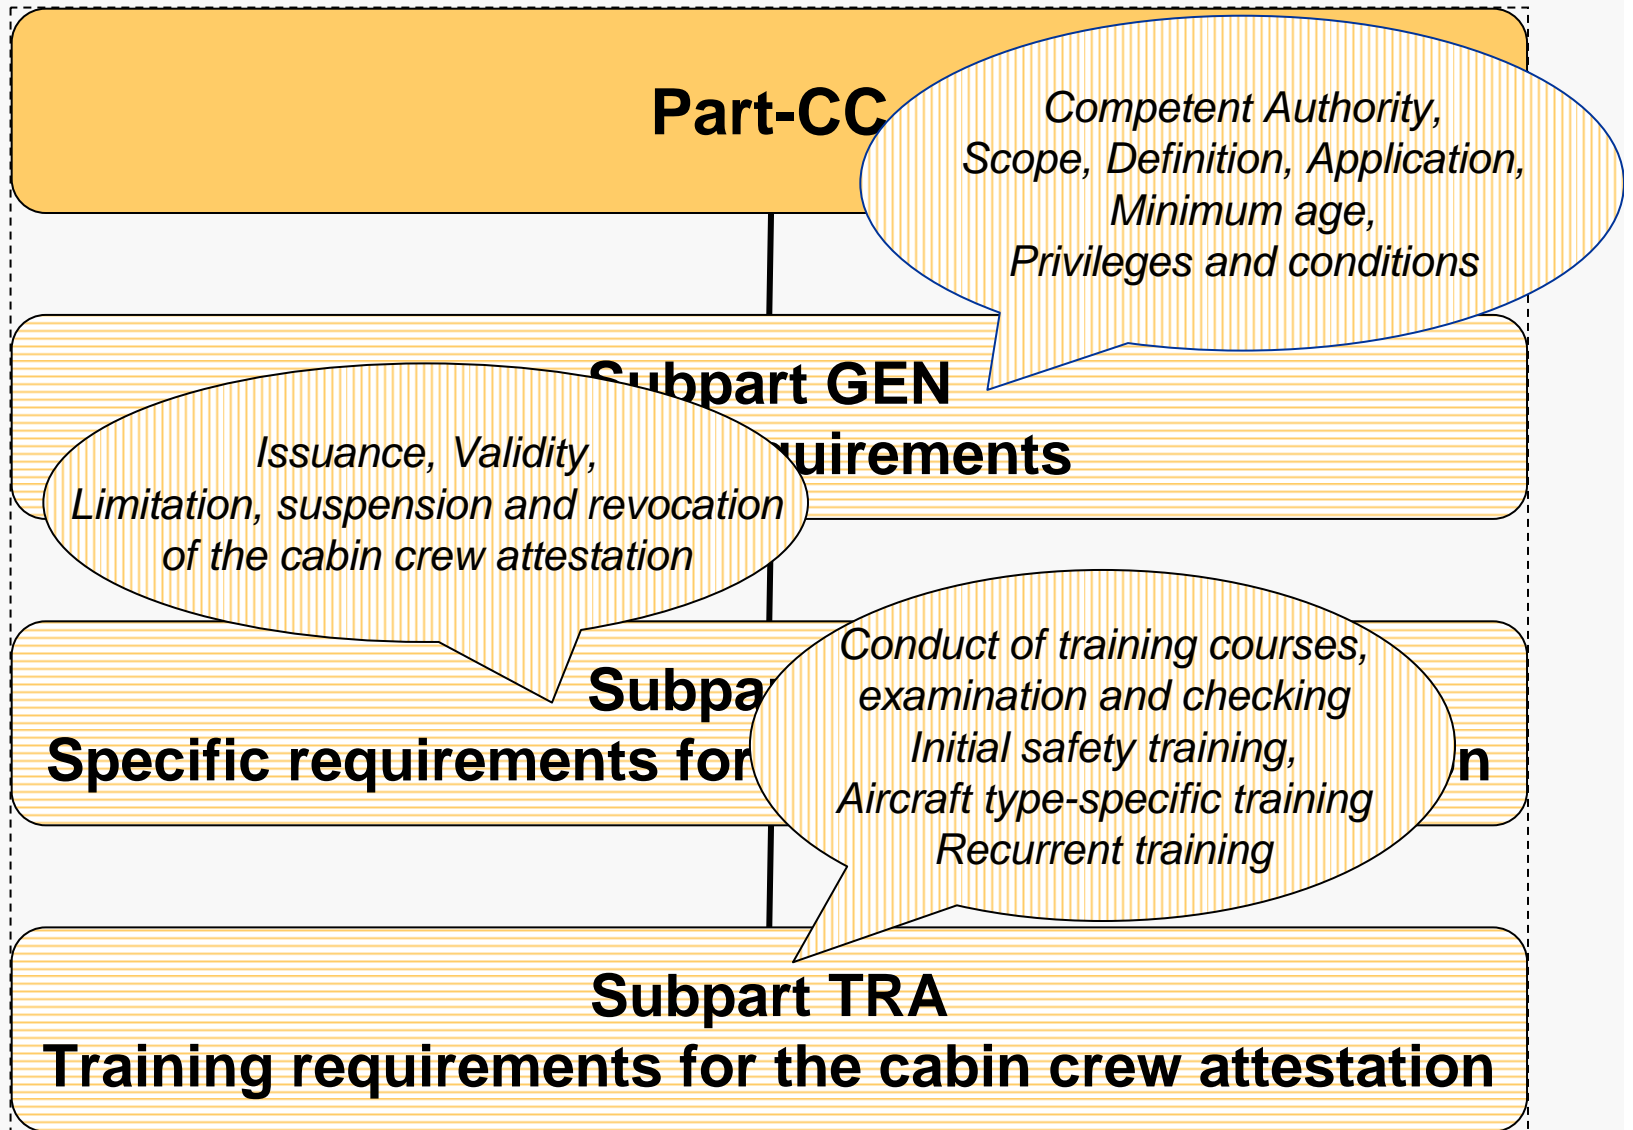 Part-CC
Competent Authority,
Scope, Definition, Application,
Minimum age,
Privileges and conditions
Subpart GEN
Issuance, Validity,
Limitation, suspension and revocation
of the cabin crew attestation
Specific requirements for
Conduct of training courses,
examination and checking
Initial safety training,
Aircraft type-specific training
Recurrent training
Subpart TRA
Training requirements for the cabin crew attestation